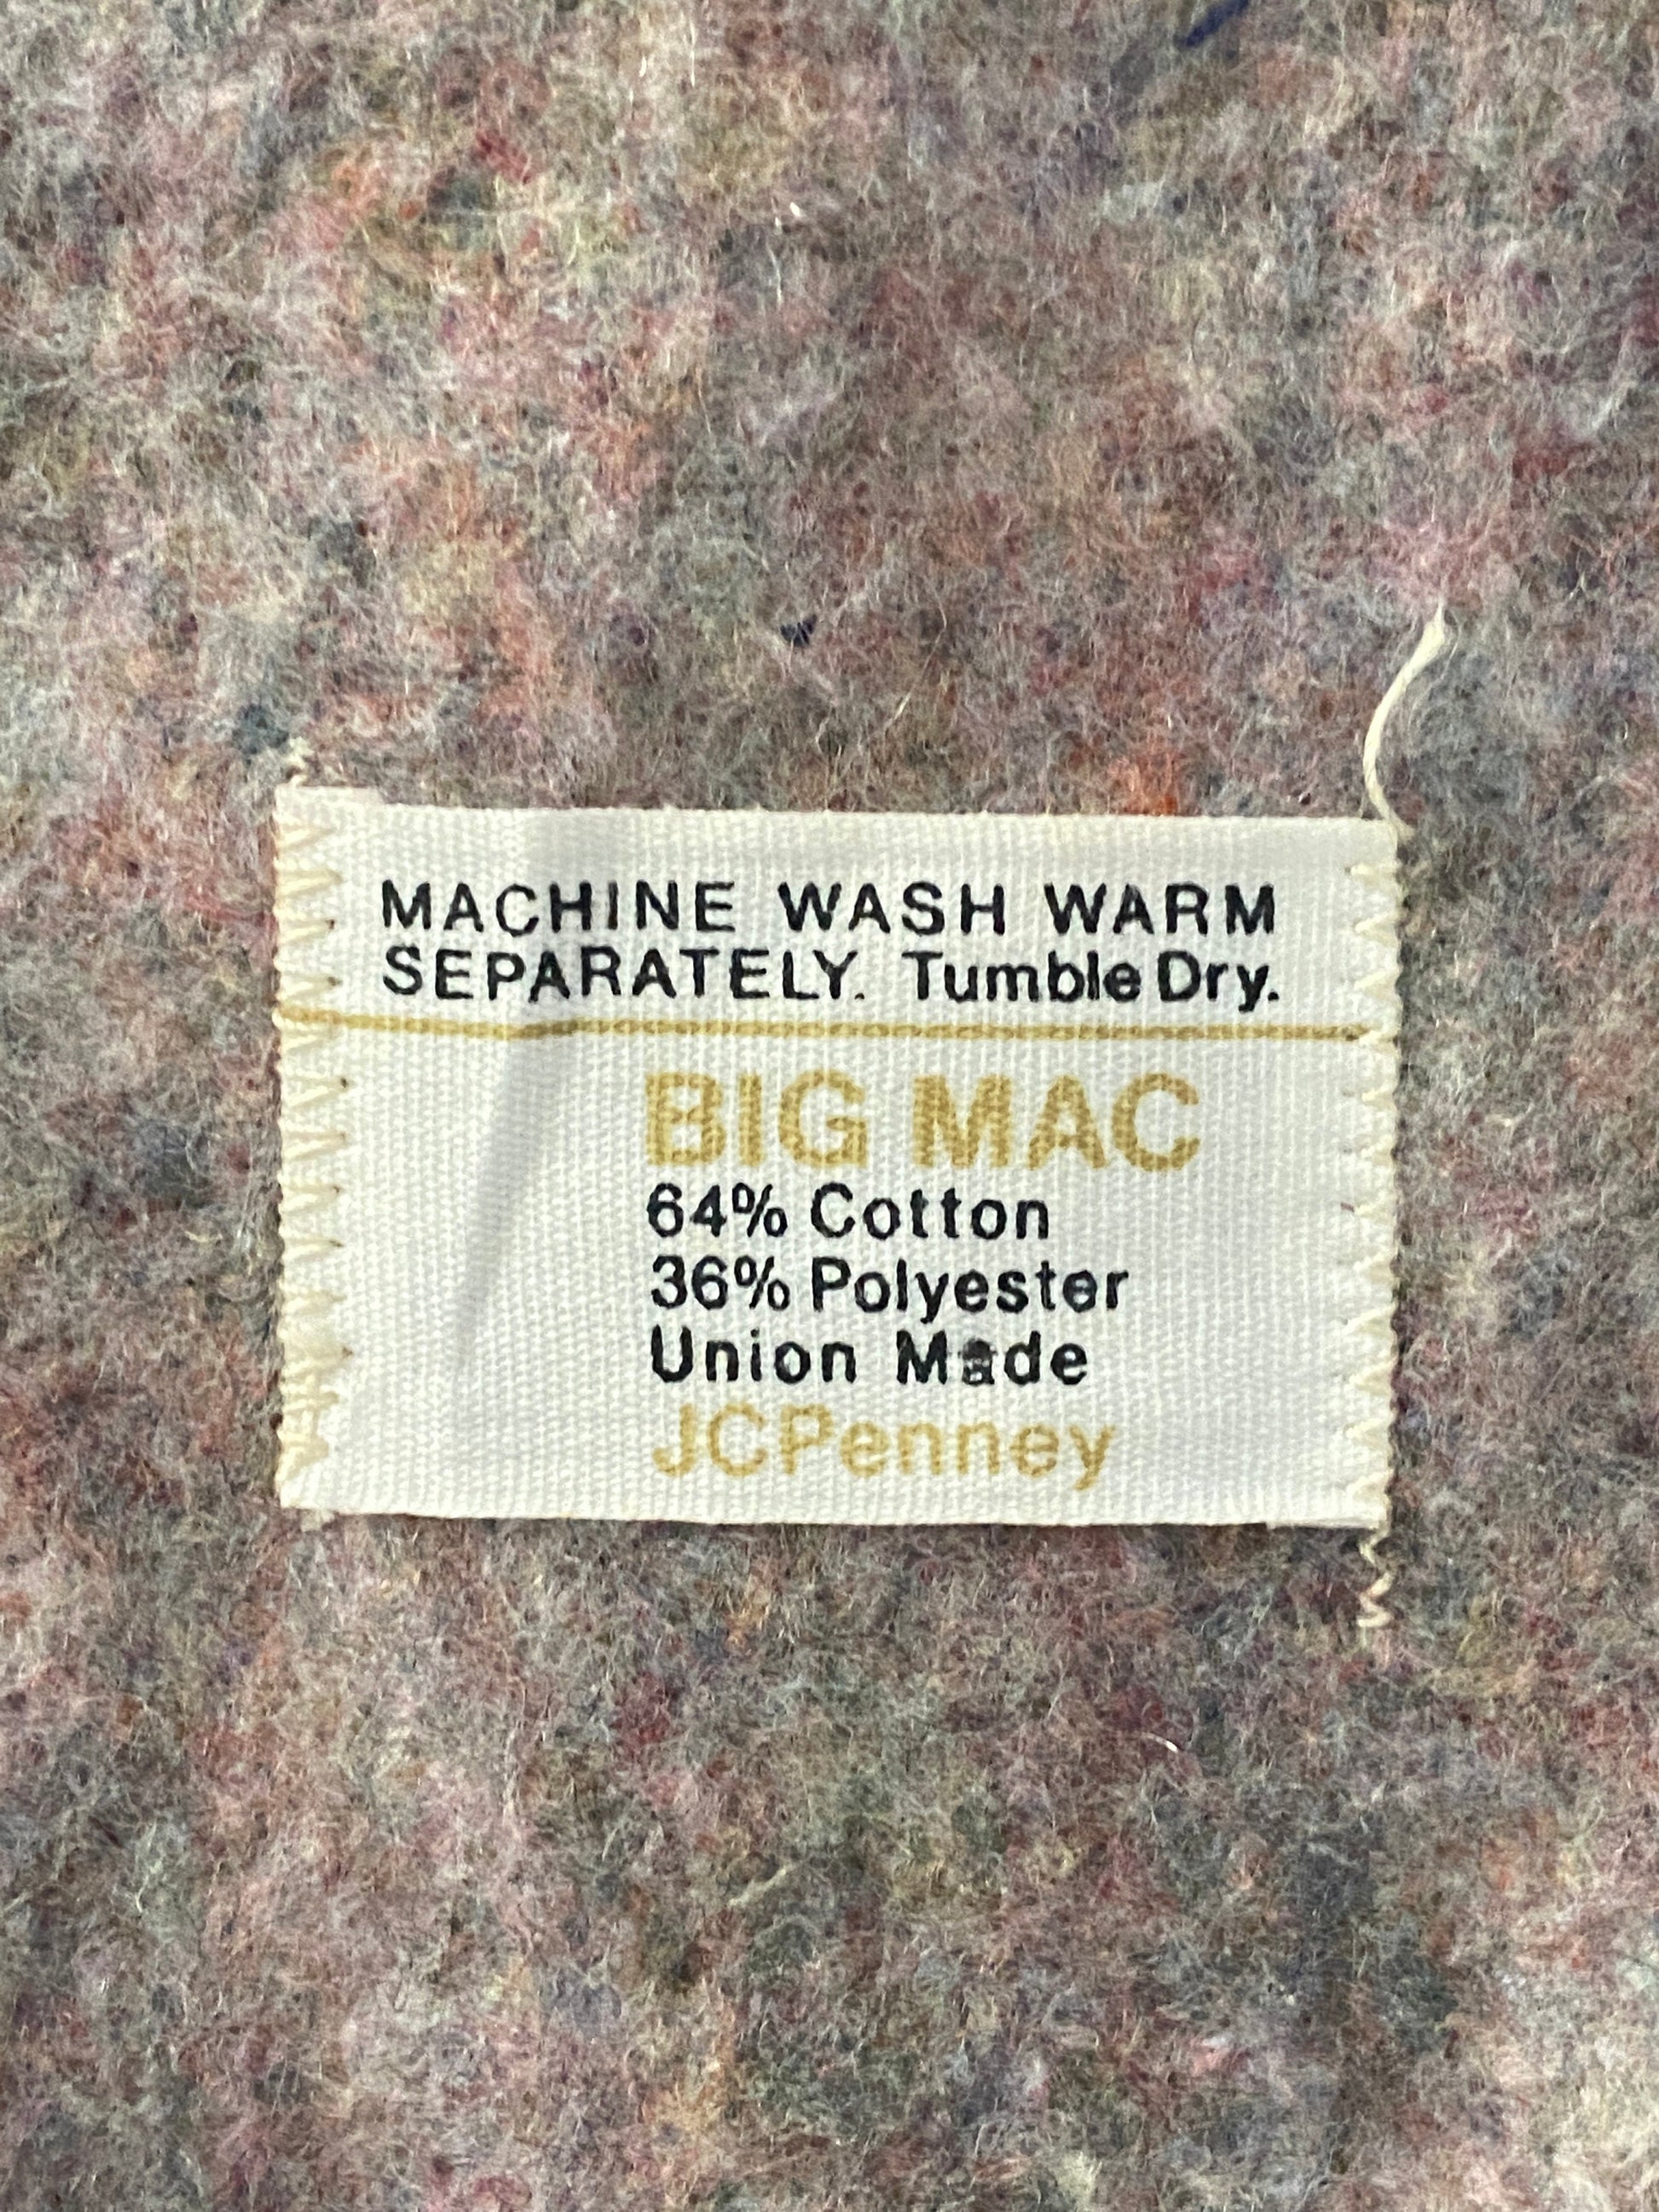 MACHINE WASH WARM
SEPARATELY. Tumble Dry.
BIG MAC
64% Cotton
36% Polyester
Union Made
JCPenney